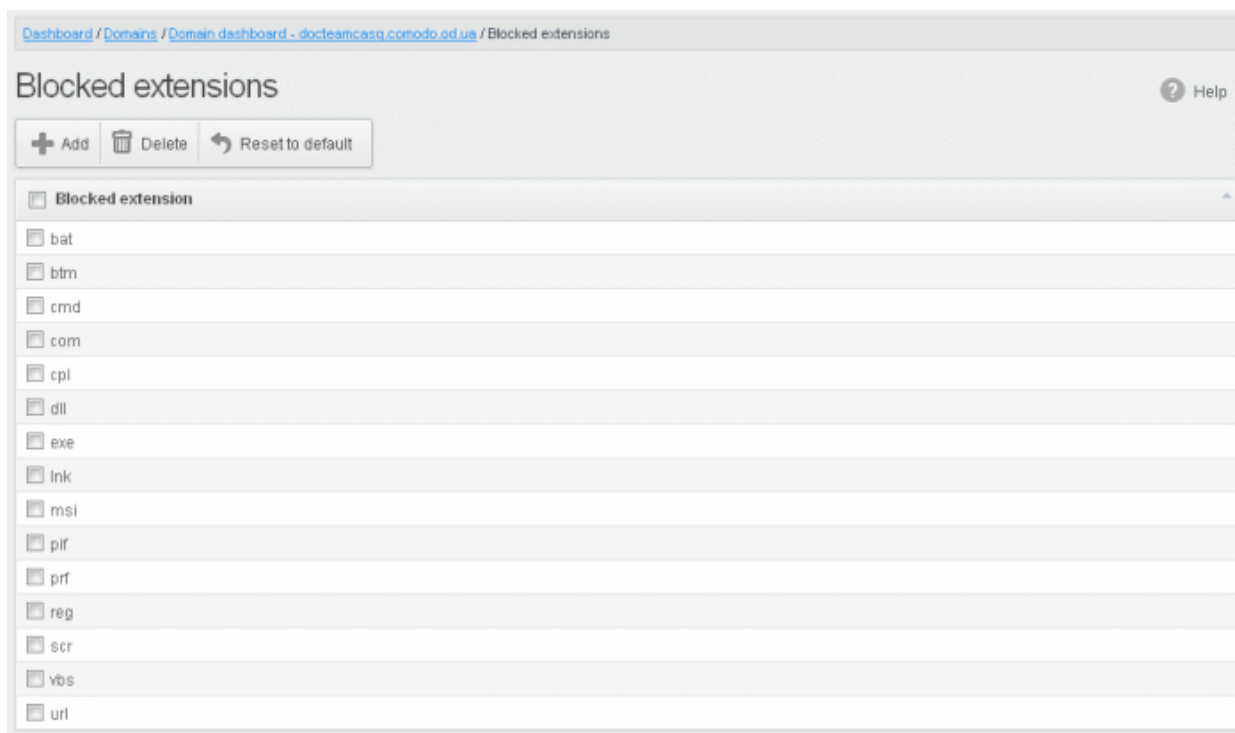 Dashboard / Domains / Domain dashboard - docteamcasq.comodo.od.ua / Blocked extensions
Blocked extensions
Help
Add Delete Reset to default
Blocked extension
bat
btm
cmd
com
cpl
dll
exe
lnk
msi
pif
prf
reg
scr
vbs
url